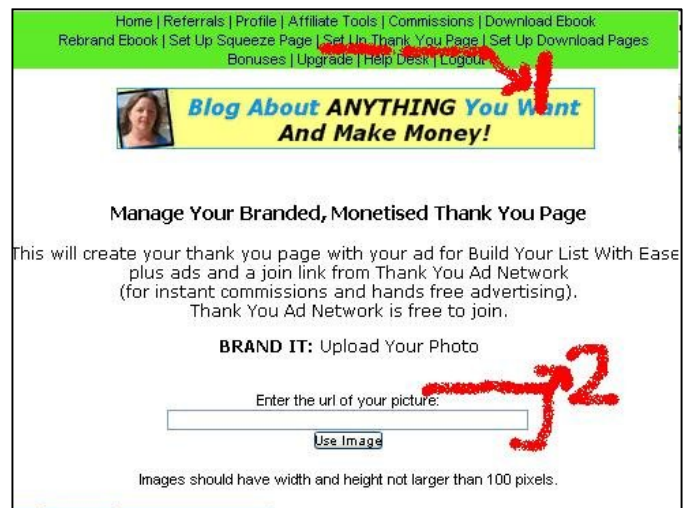 Home | Referrals | Profile | Affiliate Tools | Commissions | Download Ebook
Rebrand Ebook | Set Up Squeeze Page | Set Up Thank You Page | Set Up Download Pages
Bonuses | Upgrade | Help Desk | Logout
1
Blog About ANYTHING You Want
And Make Money!
Manage Your Branded, Monetised Thank You Page
This will create your thank you page with your ad for Build Your List With Ease
plus ads and a join link from Thank You Ad Network
(for instant commissions and hands free advertising).
Thank You Ad Network is free to join.
BRAND IT: Upload Your Photo
2
Enter the url of your picture:
Use Image
Images should have width and height not larger than 100 pixels.